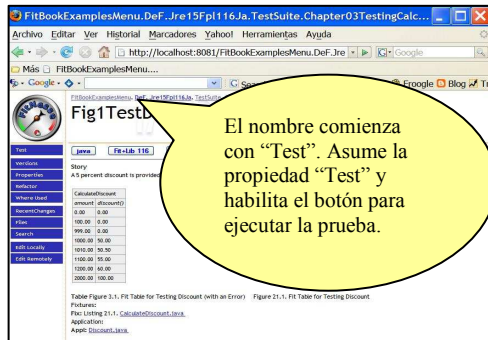 FitBookExamplesMenu.DeF.Jre15Fpl116Ja.TestSuite.Chapter03TestingCalc...
Archivo Editar Ver Historial Marcadores Yahoo! Herramientas Ayuda
http://localhost:8081/FitBookExamplesMenu.DeF.Jre
Google
Más FitBookExamplesMenu....
Google
Froogle Blog
FitBookExamplesMenu. DeF. Jre15Fpl116Ja. TestSuite.
Fig1TestD
El nombre comienza
con “Test”. Asume la
propiedad “Test” y
habilita el botón para
ejecutar la prueba.
FitNesse
java Fit+Lib 116
Test
Versions
Properties
Refactor
Where Used
RecentChanges
Files
Search
Edit Locally
Edit Remotely
Story
A 5 percent discount is provided
CalculateDiscount
amount discount()
0.00 0.00
100.00 0.00
999.00 0.00
1000.00 50.00
1010.00 50.50
1100.00 55.00
1200.00 60.00
2000.00 100.00
Table Figure 3.1. Fit Table for Testing Discount (with an Error) Figure 21.1. Fit Table for Testing Discount
Fixtures:
Fix: Listing 21.1. CalculateDiscount.java.
Application:
Appl: Discount.java.